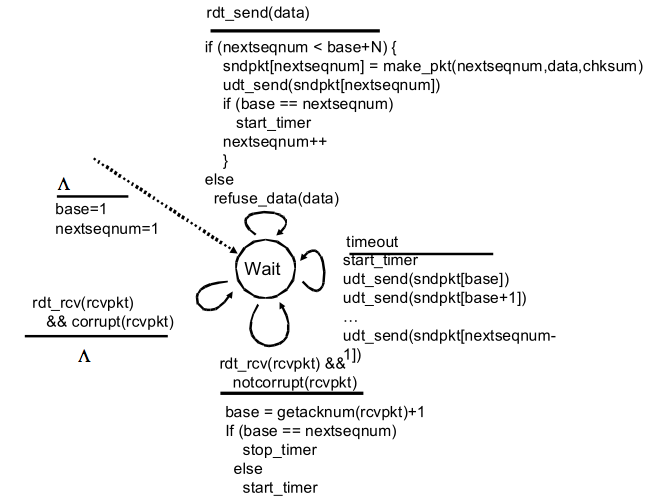 rdt_send(data)
if (nextseqnum < base+N) {
sndpkt[nextseqnum] = make_pkt(nextseqnum,data,chksum)
udt_send(sndpkt[nextseqnum])
if (base == nextseqnum)
start_timer
nextseqnum++
}
else
refuse_data(data)
Λ
base=1
nextseqnum=1
Wait
timeout
start_timer
udt_send(sndpkt[base])
udt_send(sndpkt[base+1])
…
udt_send(sndpkt[nextseqnum-
1])
rdt_rcv(rcvpkt)
&& corrupt(rcvpkt)
Λ
rdt_rcv(rcvpkt) &&
notcorrupt(rcvpkt)
base = getacknum(rcvpkt)+1
If (base == nextseqnum)
stop_timer
else
start_timer